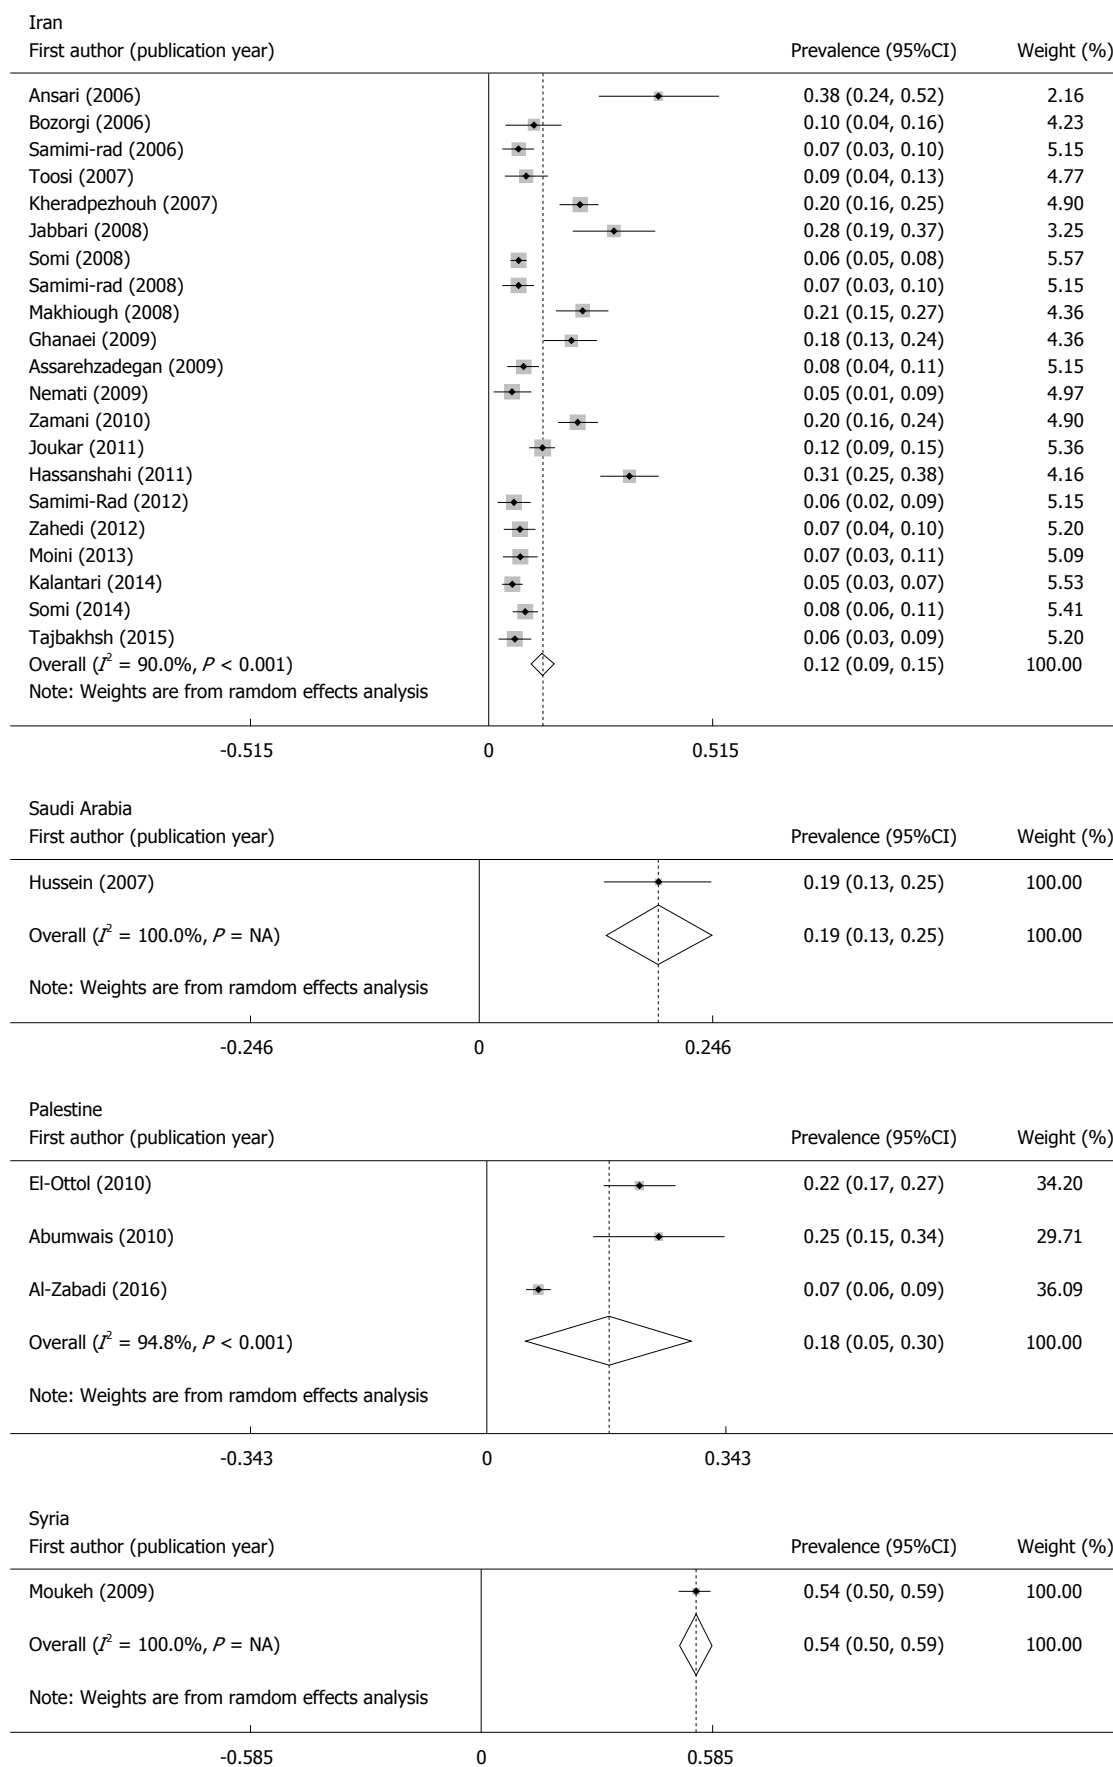 Iran
First author (publication year) Prevalence (95%CI) Weight (%)
Ansari (2006) 0.38 (0.24, 0.52) 2.16
Bozorgi (2006) 0.10 (0.04, 0.16) 4.23
Samimi-rad (2006) 0.07 (0.03, 0.10) 5.15
Toosi (2007) 0.09 (0.04, 0.13) 4.77
Kheradpezhouh (2007) 0.20 (0.16, 0.25) 4.90
Jabbari (2008) 0.28 (0.19, 0.37) 3.25
Somi (2008) 0.06 (0.05, 0.08) 5.57
Samimi-rad (2008) 0.07 (0.03, 0.10) 5.15
Makhiough (2008) 0.21 (0.15, 0.27) 4.36
Ghanaei (2009) 0.18 (0.13, 0.24) 4.36
Assarehzadegan (2009) 0.08 (0.04, 0.11) 5.15
Nemati (2009) 0.05 (0.01, 0.09) 4.97
Zamani (2010) 0.20 (0.16, 0.24) 4.90
Joukar (2011) 0.12 (0.09, 0.15) 5.36
Hassanshahi (2011) 0.31 (0.25, 0.38) 4.16
Samimi-Rad (2012) 0.06 (0.02, 0.09) 5.15
Zahedi (2012) 0.07 (0.04, 0.10) 5.20
Moini (2013) 0.07 (0.03, 0.11) 5.09
Kalantari (2014) 0.05 (0.03, 0.07) 5.53
Somi (2014) 0.08 (0.06, 0.11) 5.41
Tajbakhsh (2015) 0.06 (0.03, 0.09) 5.20
Overall (I² = 90.0%, P < 0.001) 0.12 (0.09, 0.15) 100.00
Note: Weights are from ramdom effects analysis
-0.515 0 0.515
Saudi Arabia
First author (publication year) Prevalence (95%CI) Weight (%)
Hussein (2007) 0.19 (0.13, 0.25) 100.00
Overall (I² = 100.0%, P = NA) 0.19 (0.13, 0.25) 100.00
Note: Weights are from ramdom effects analysis
-0.246 0 0.246
Palestine
First author (publication year) Prevalence (95%CI) Weight (%)
El-Ottol (2010) 0.22 (0.17, 0.27) 34.20
Abumwais (2010) 0.25 (0.15, 0.34) 29.71
Al-Zabadi (2016) 0.07 (0.06, 0.09) 36.09
Overall (I² = 94.8%, P < 0.001) 0.18 (0.05, 0.30) 100.00
Note: Weights are from ramdom effects analysis
-0.343 0 0.343
Syria
First author (publication year) Prevalence (95%CI) Weight (%)
Moukeh (2009) 0.54 (0.50, 0.59) 100.00
Overall (I² = 100.0%, P = NA) 0.54 (0.50, 0.59) 100.00
Note: Weights are from ramdom effects analysis
-0.585 0 0.585